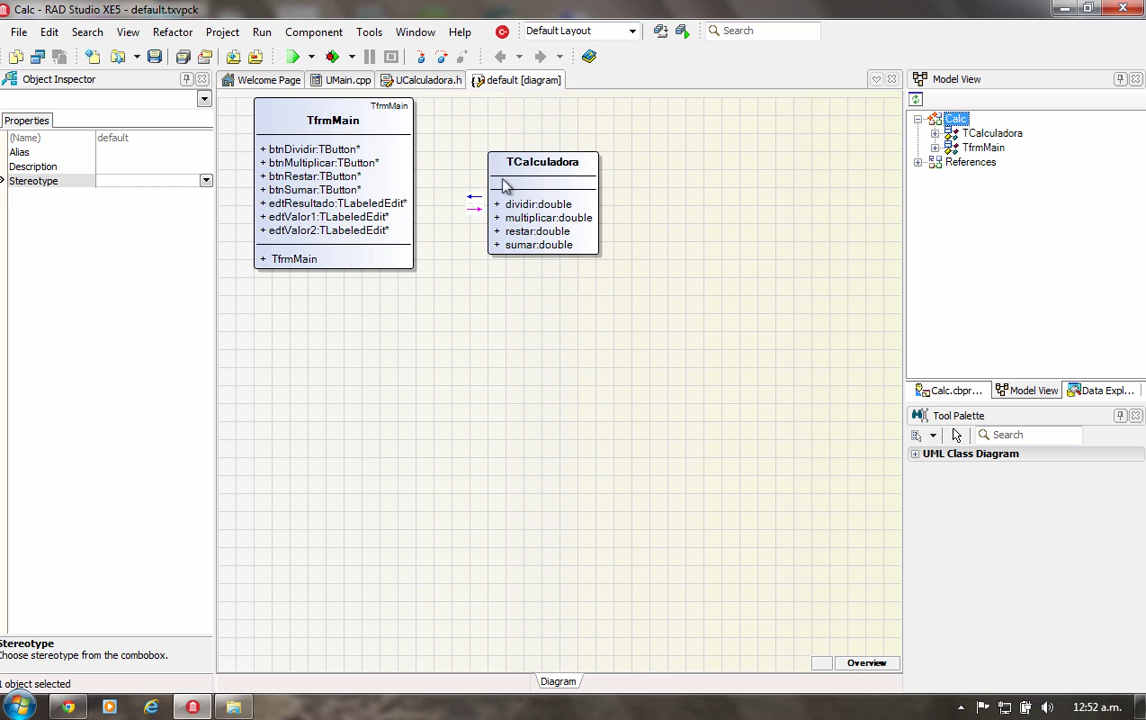 Calc - RAD Studio XE5 - default.txvpck
File Edit Search View Refactor Project Run Component Tools Window Help Default Layout Search
Object Inspector
Welcome Page UMain.cpp UCalculadora.h default [diagram]
Model View
Properties
(Name) default
Alias
Description
Stereotype
TfrmMain
TfrmMain
+ btnDividir:TButton*
+ btnMultiplicar:TButton*
+ btnRestar:TButton*
+ btnSumar:TButton*
+ edtResultado:TLabeledEdit*
+ edtValor1:TLabeledEdit*
+ edtValor2:TLabeledEdit*
+ TfrmMain
TCalculadora
+ dividir:double
+ multiplicar:double
+ restar:double
+ sumar:double
Calc
TCalculadora
TfrmMain
References
Calc.cbpr... Model View Data Expl...
Tool Palette
Search
UML Class Diagram
Stereotype
Choose stereotype from the combobox.
1 object selected
Overview
Diagram
12:52 a.m.